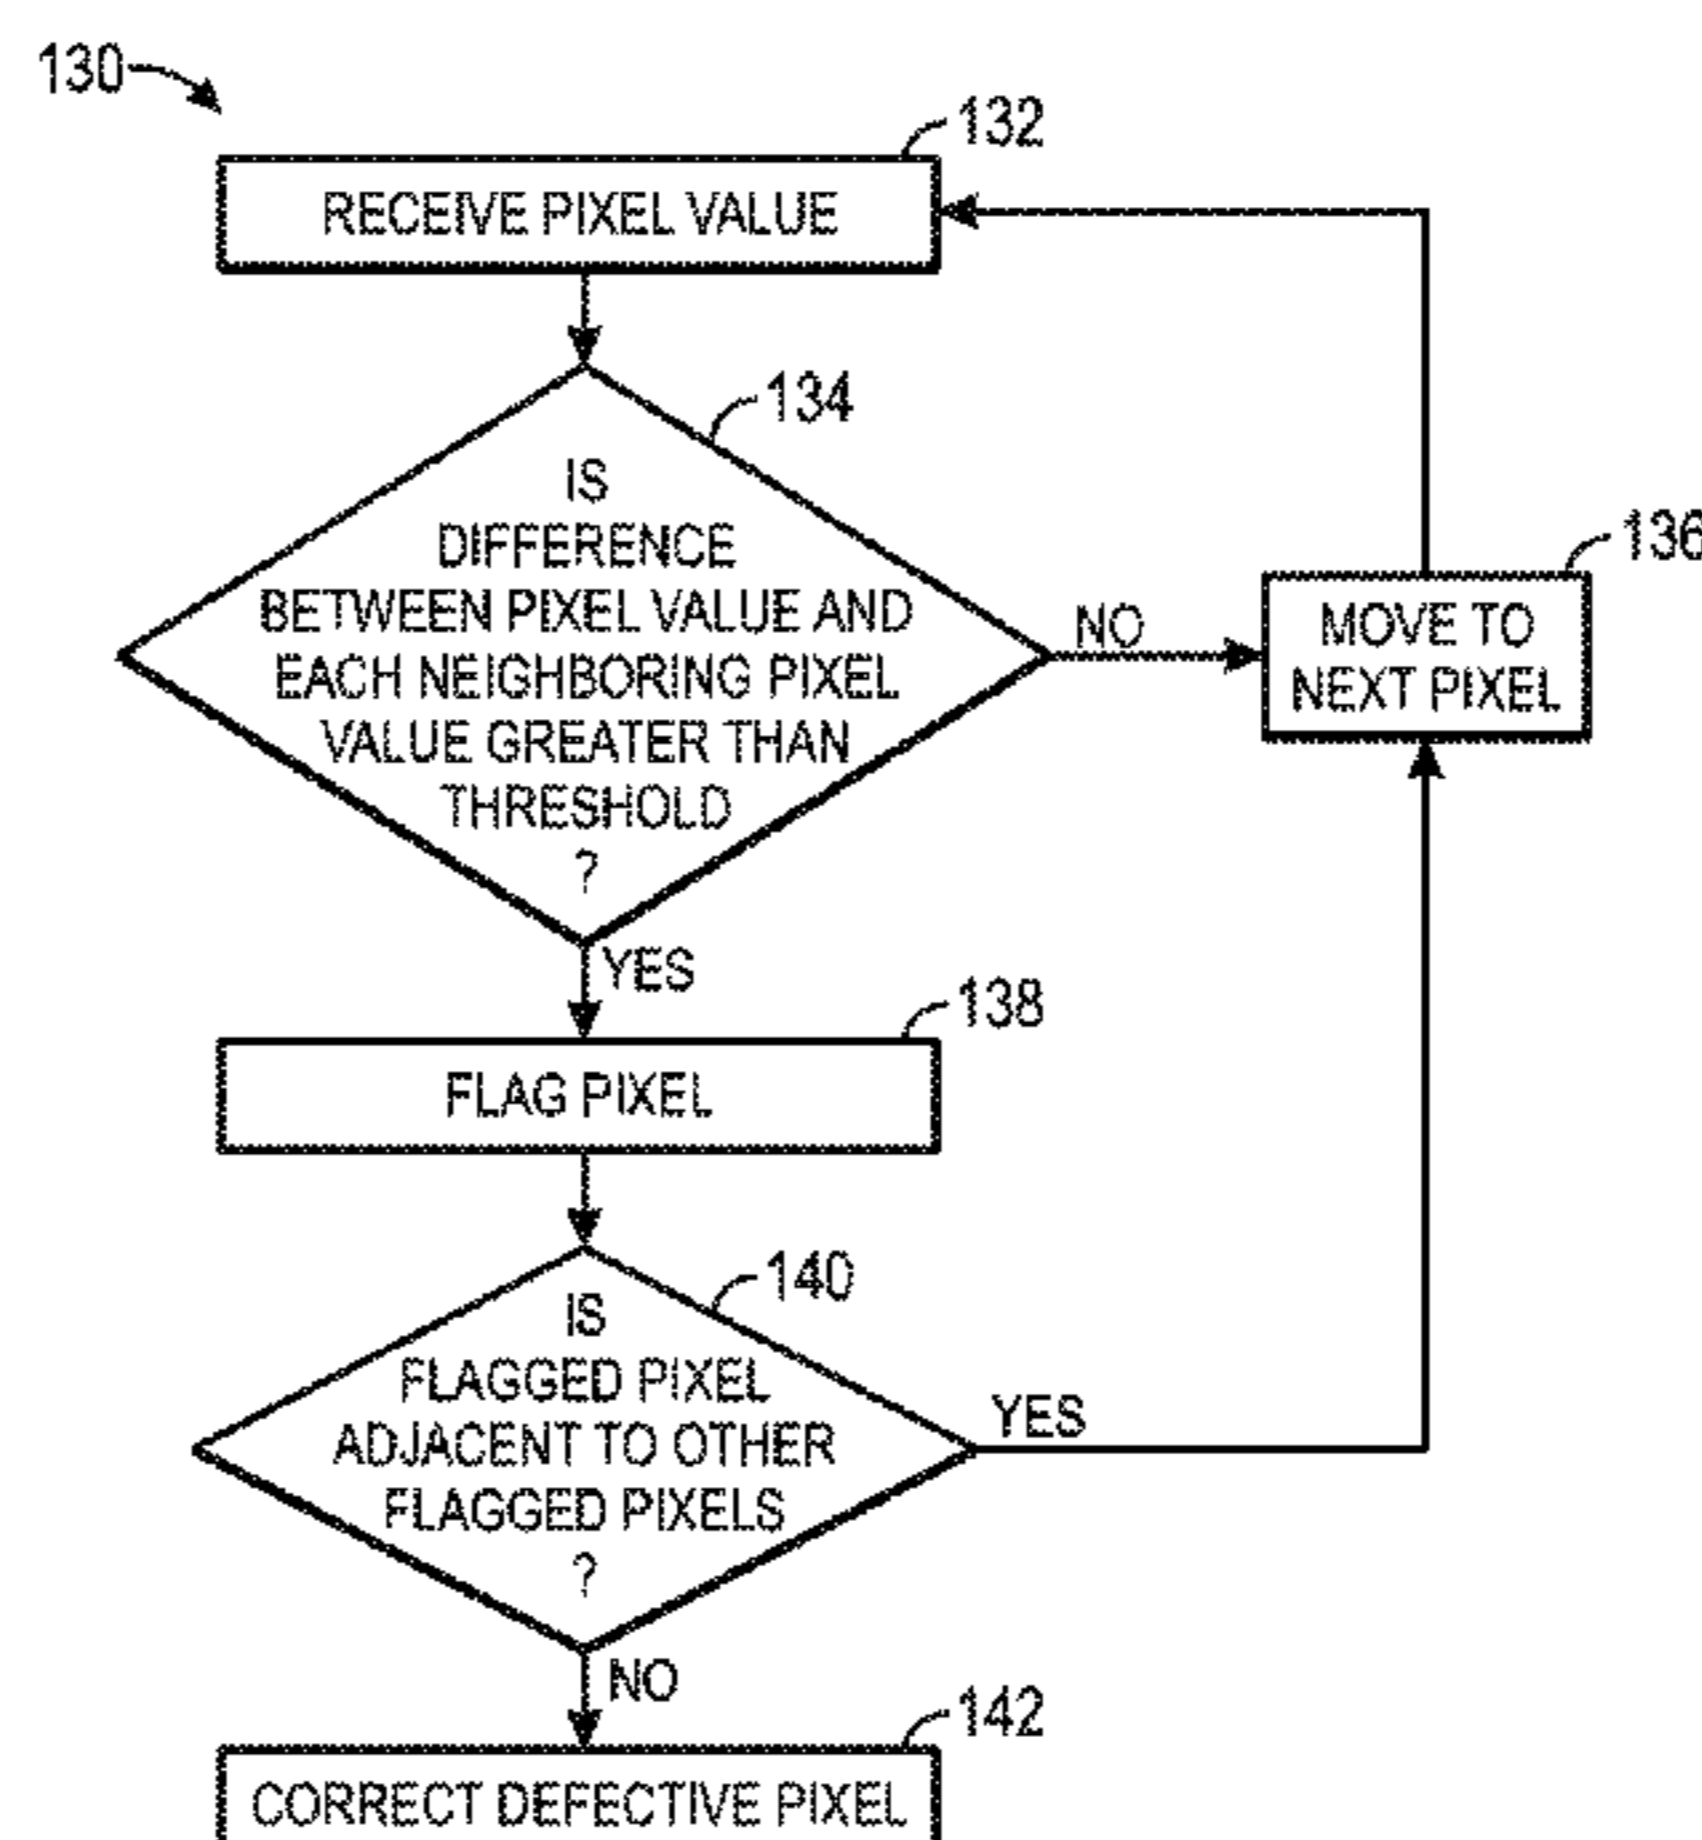 130
132
RECEIVE PIXEL VALUE
134
IS
DIFFERENCE
BETWEEN PIXEL VALUE AND
EACH NEIGHBORING PIXEL
VALUE GREATER THAN
THRESHOLD
?
NO
136
MOVE TO
NEXT PIXEL
YES
138
FLAG PIXEL
140
IS
FLAGGED PIXEL
ADJACENT TO OTHER
FLAGGED PIXELS
?
YES
NO
142
CORRECT DEFECTIVE PIXEL